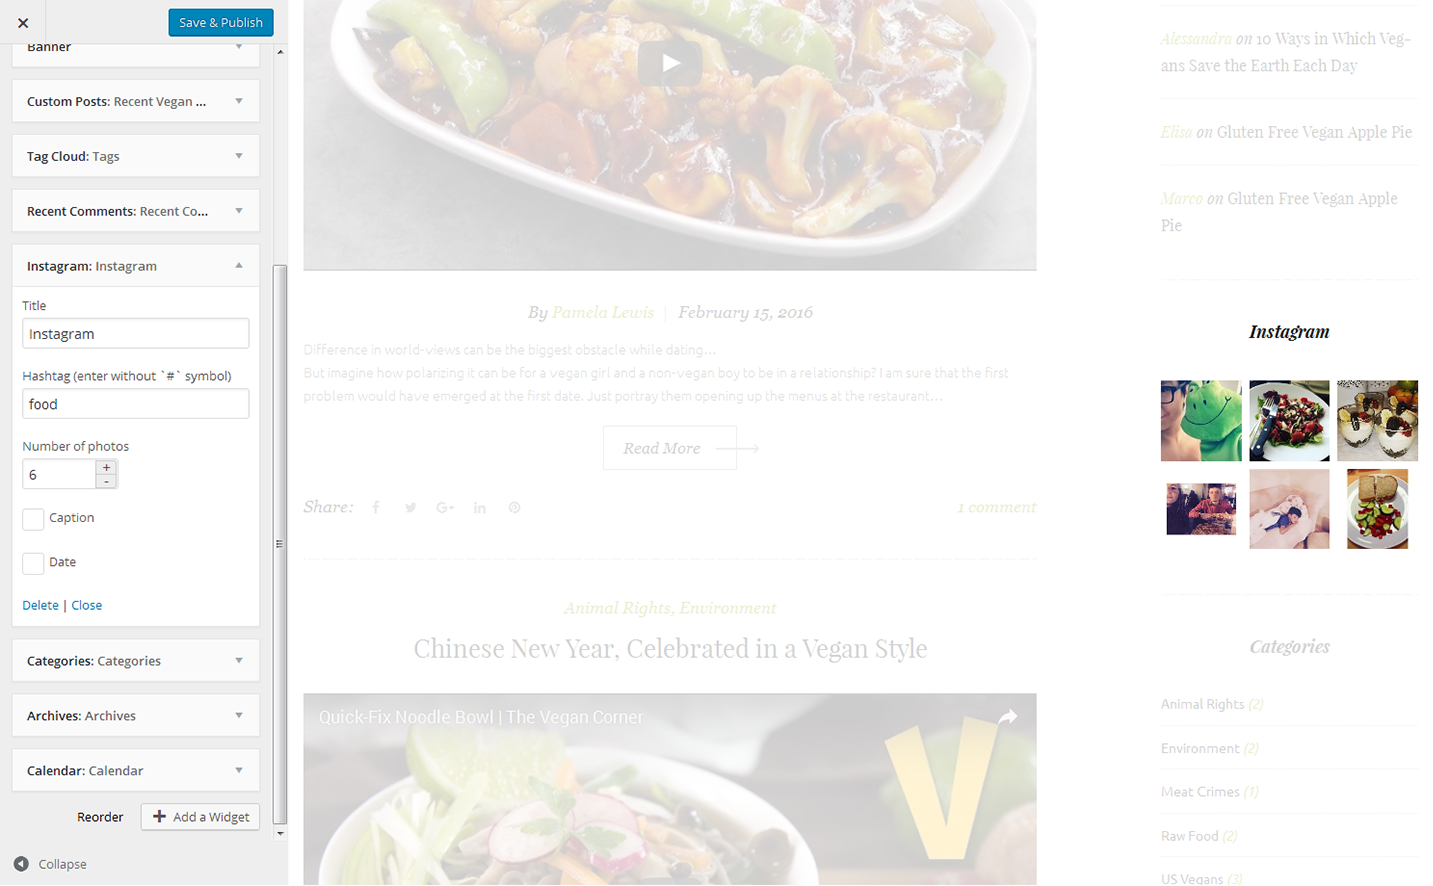 Save & Publish
Banner
Custom Posts: Recent Vegan ...
Tag Cloud: Tags
Recent Comments: Recent Co...
Instagram: Instagram
Title
Instagram
Hashtag (enter without `#` symbol)
food
Number of photos
6
+
-
Caption
Date
Delete | Close
Categories: Categories
Archives: Archives
Calendar: Calendar
Reorder
Add a Widget
Collapse
By Pamela Lewis | February 15, 2016
Difference in world-views can be the biggest obstacle while dating...
But imagine how polarizing it can be for a vegan girl and a non-vegan boy to be in a relationship? I am sure that the first
problem would have emerged at the first date. Just portray them opening up the menus at the restaurant...
Read More
Share:
1 comment
Animal Rights, Environment
Chinese New Year, Celebrated in a Vegan Style
Quick-Fix Noodle Bowl | The Vegan Corner
V
Alessandra on 10 Ways in Which Veg-
ans Save the Earth Each Day
Elisa on Gluten Free Vegan Apple Pie
Marco on Gluten Free Vegan Apple
Pie
Instagram
Categories
Animal Rights (2)
Environment (2)
Meat Crimes (1)
Raw Food (2)
US Vegans (3)